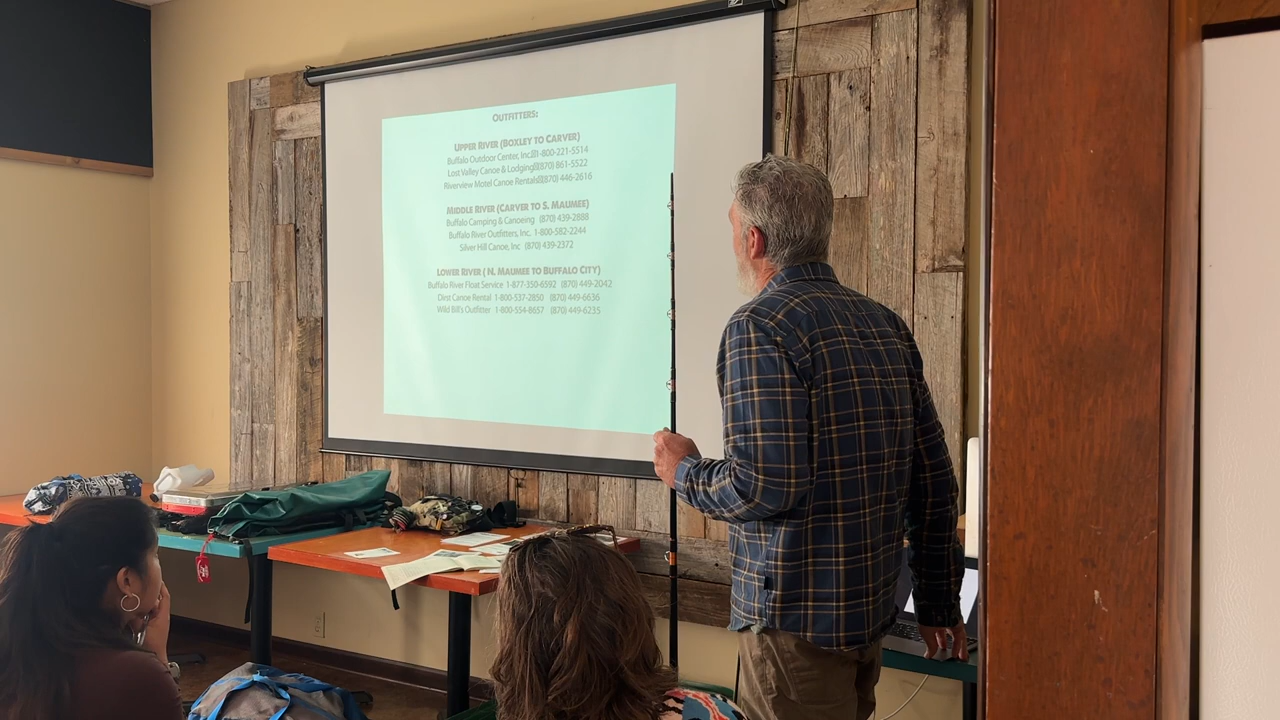 OUTFITTERS:
UPPER RIVER (BOXLEY TO CARVER)
Buffalo Outdoor Center, Inc. 1-800-221-5514
Lost Valley Canoe & Lodging (870) 861-5522
Riverview Motel Canoe Rentals (870) 446-2616
MIDDLE RIVER (CARVER TO S. MAUMEE)
Buffalo Camping & Canoeing (870) 439-2888
Buffalo River Outfitters, Inc. 1-800-582-2244
Silver Hill Canoe, Inc (870) 439-2372
LOWER RIVER ( N. MAUMEE TO BUFFALO CITY)
Buffalo River Float Service 1-877-350-6592 (870) 449-2042
Dirst Canoe Rental 1-800-537-2850 (870) 449-6636
Wild Bill's Outfitter 1-800-554-8657 (870) 449-6235